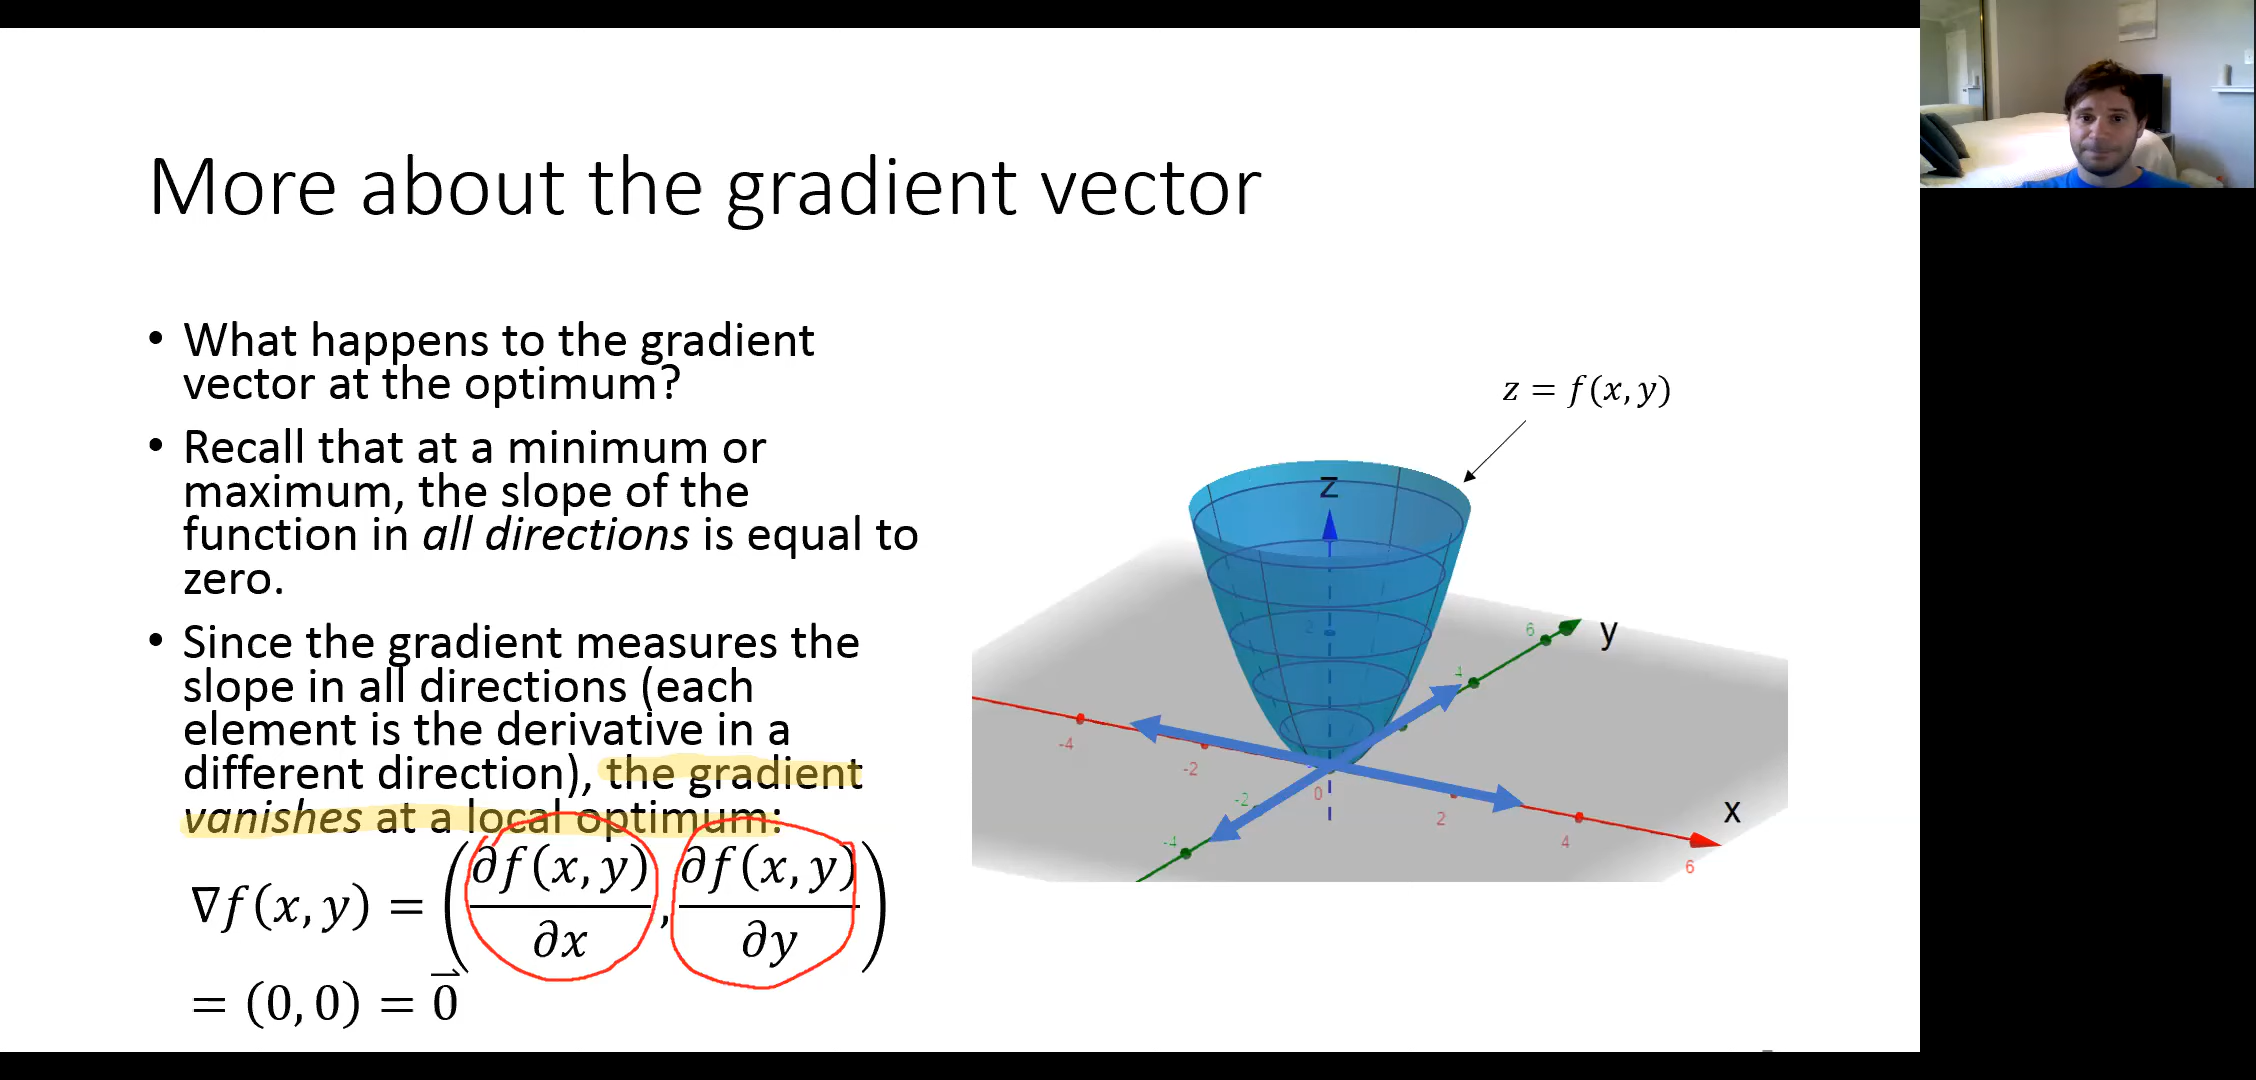 More about the gradient vector
• What happens to the gradient
vector at the optimum?
• Recall that at a minimum or
maximum, the slope of the
function in all directions is equal to
zero.
• Since the gradient measures the
slope in all directions (each
element is the derivative in a
different direction), the gradient
vanishes at a local optimum:
∇f(x, y) = (∂f(x, y)/∂x, ∂f(x, y)/∂y)
= (0, 0) = 0⃗
z = f(x, y)
z
2
6
y
4
-4
-2
-2
0
2
x
-4
4
6